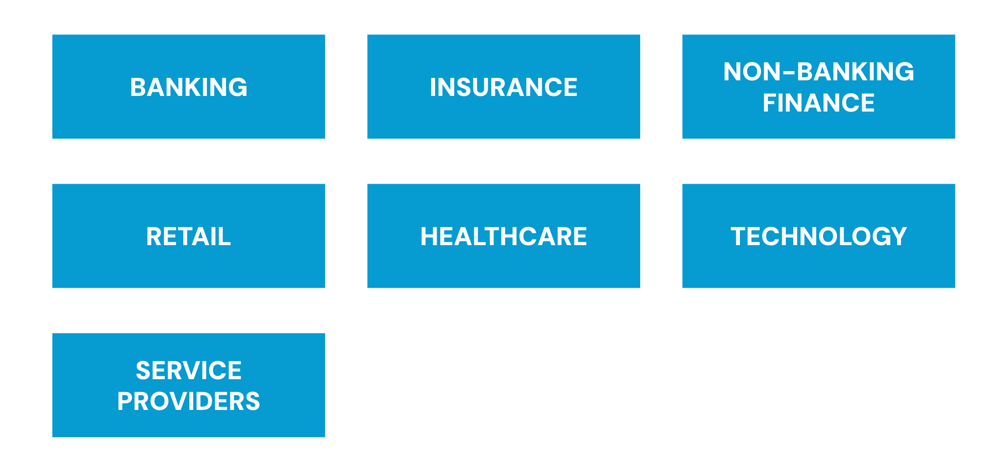 BANKING
INSURANCE
NON-BANKING
FINANCE
RETAIL
HEALTHCARE
TECHNOLOGY
SERVICE
PROVIDERS